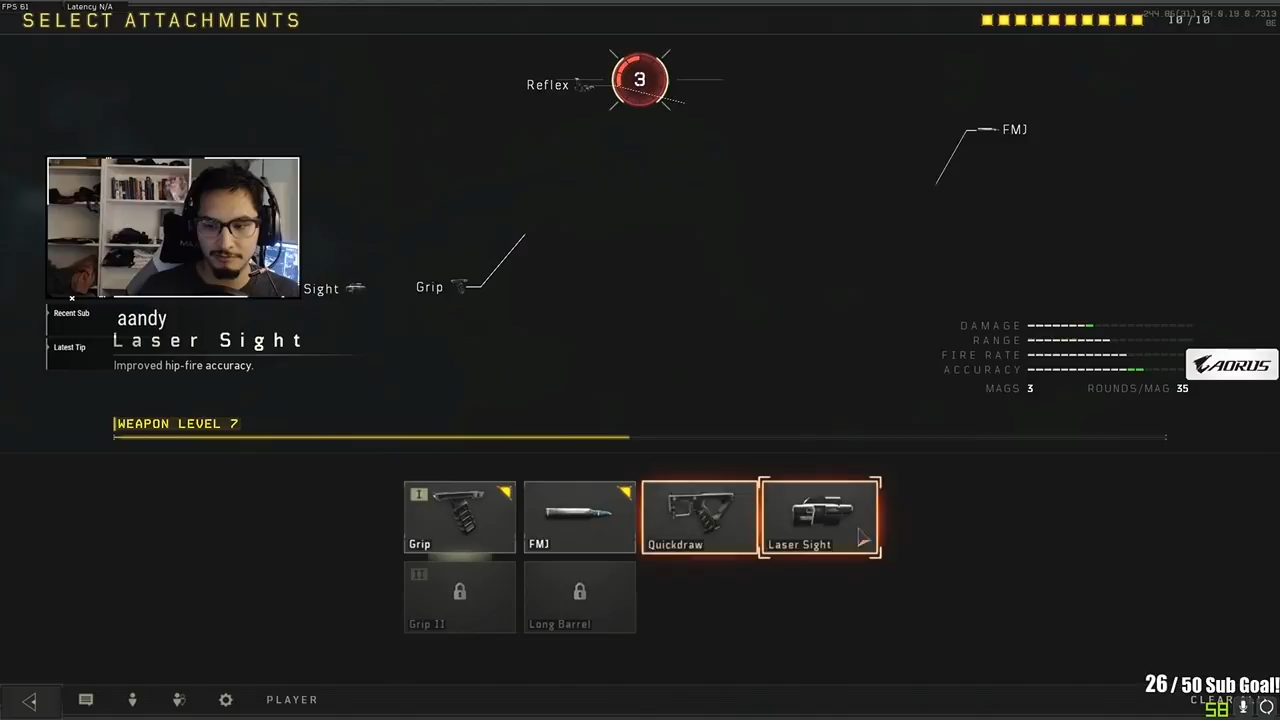 FPS 61
Latency N/A
SELECT ATTACHMENTS
10/10
Reflex
3
FMJ
Sight
Grip
Recent Sub
aandy
Laser Sight
Latest Tip
Improved hip-fire accuracy.
DAMAGE
RANGE
FIRE RATE
ACCURACY
MAGS 3
ROUNDS/MAG 35
AORUS
WEAPON LEVEL 7
I
Grip
FMJ
Quickdraw
Laser Sight
II
Grip II
Long Barrel
PLAYER
26 / 50 Sub Goal!
58